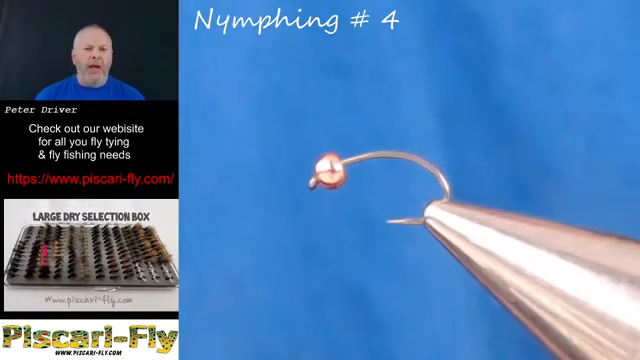 Nymphing # 4
Peter Driver
Check out our webisite
for all you fly tying
& fly fishing needs
https://www.piscari-fly.com/
LARGE DRY SELECTION BOX
www.piscari-fly.com
Piscari-Fly
WWW.PISCARI-FLY.COM